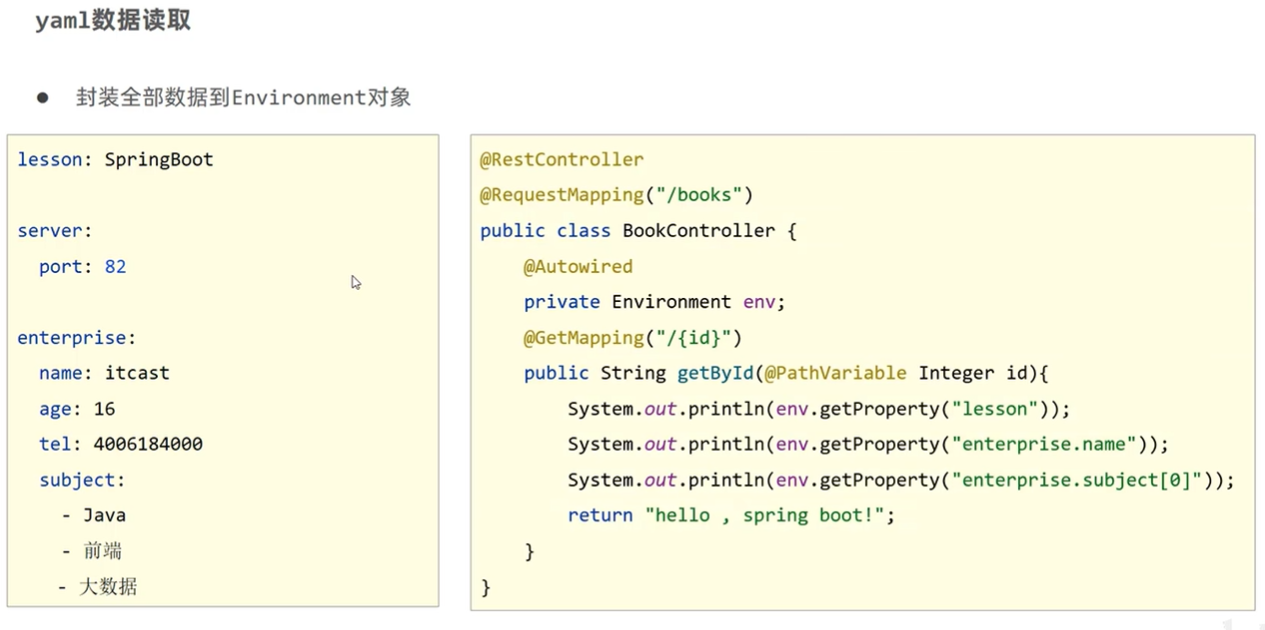 yaml数据读取
● 封装全部数据到Environment对象
lesson: SpringBoot

server:
  port: 82

enterprise:
  name: itcast
  age: 16
  tel: 4006184000
  subject:
    - Java
    - 前端
    - 大数据
@RestController
@RequestMapping("/books")
public class BookController {
    @Autowired
    private Environment env;
    @GetMapping("/{id}")
    public String getById(@PathVariable Integer id){
        System.out.println(env.getProperty("lesson"));
        System.out.println(env.getProperty("enterprise.name"));
        System.out.println(env.getProperty("enterprise.subject[0]"));
        return "hello , spring boot!";
    }
}